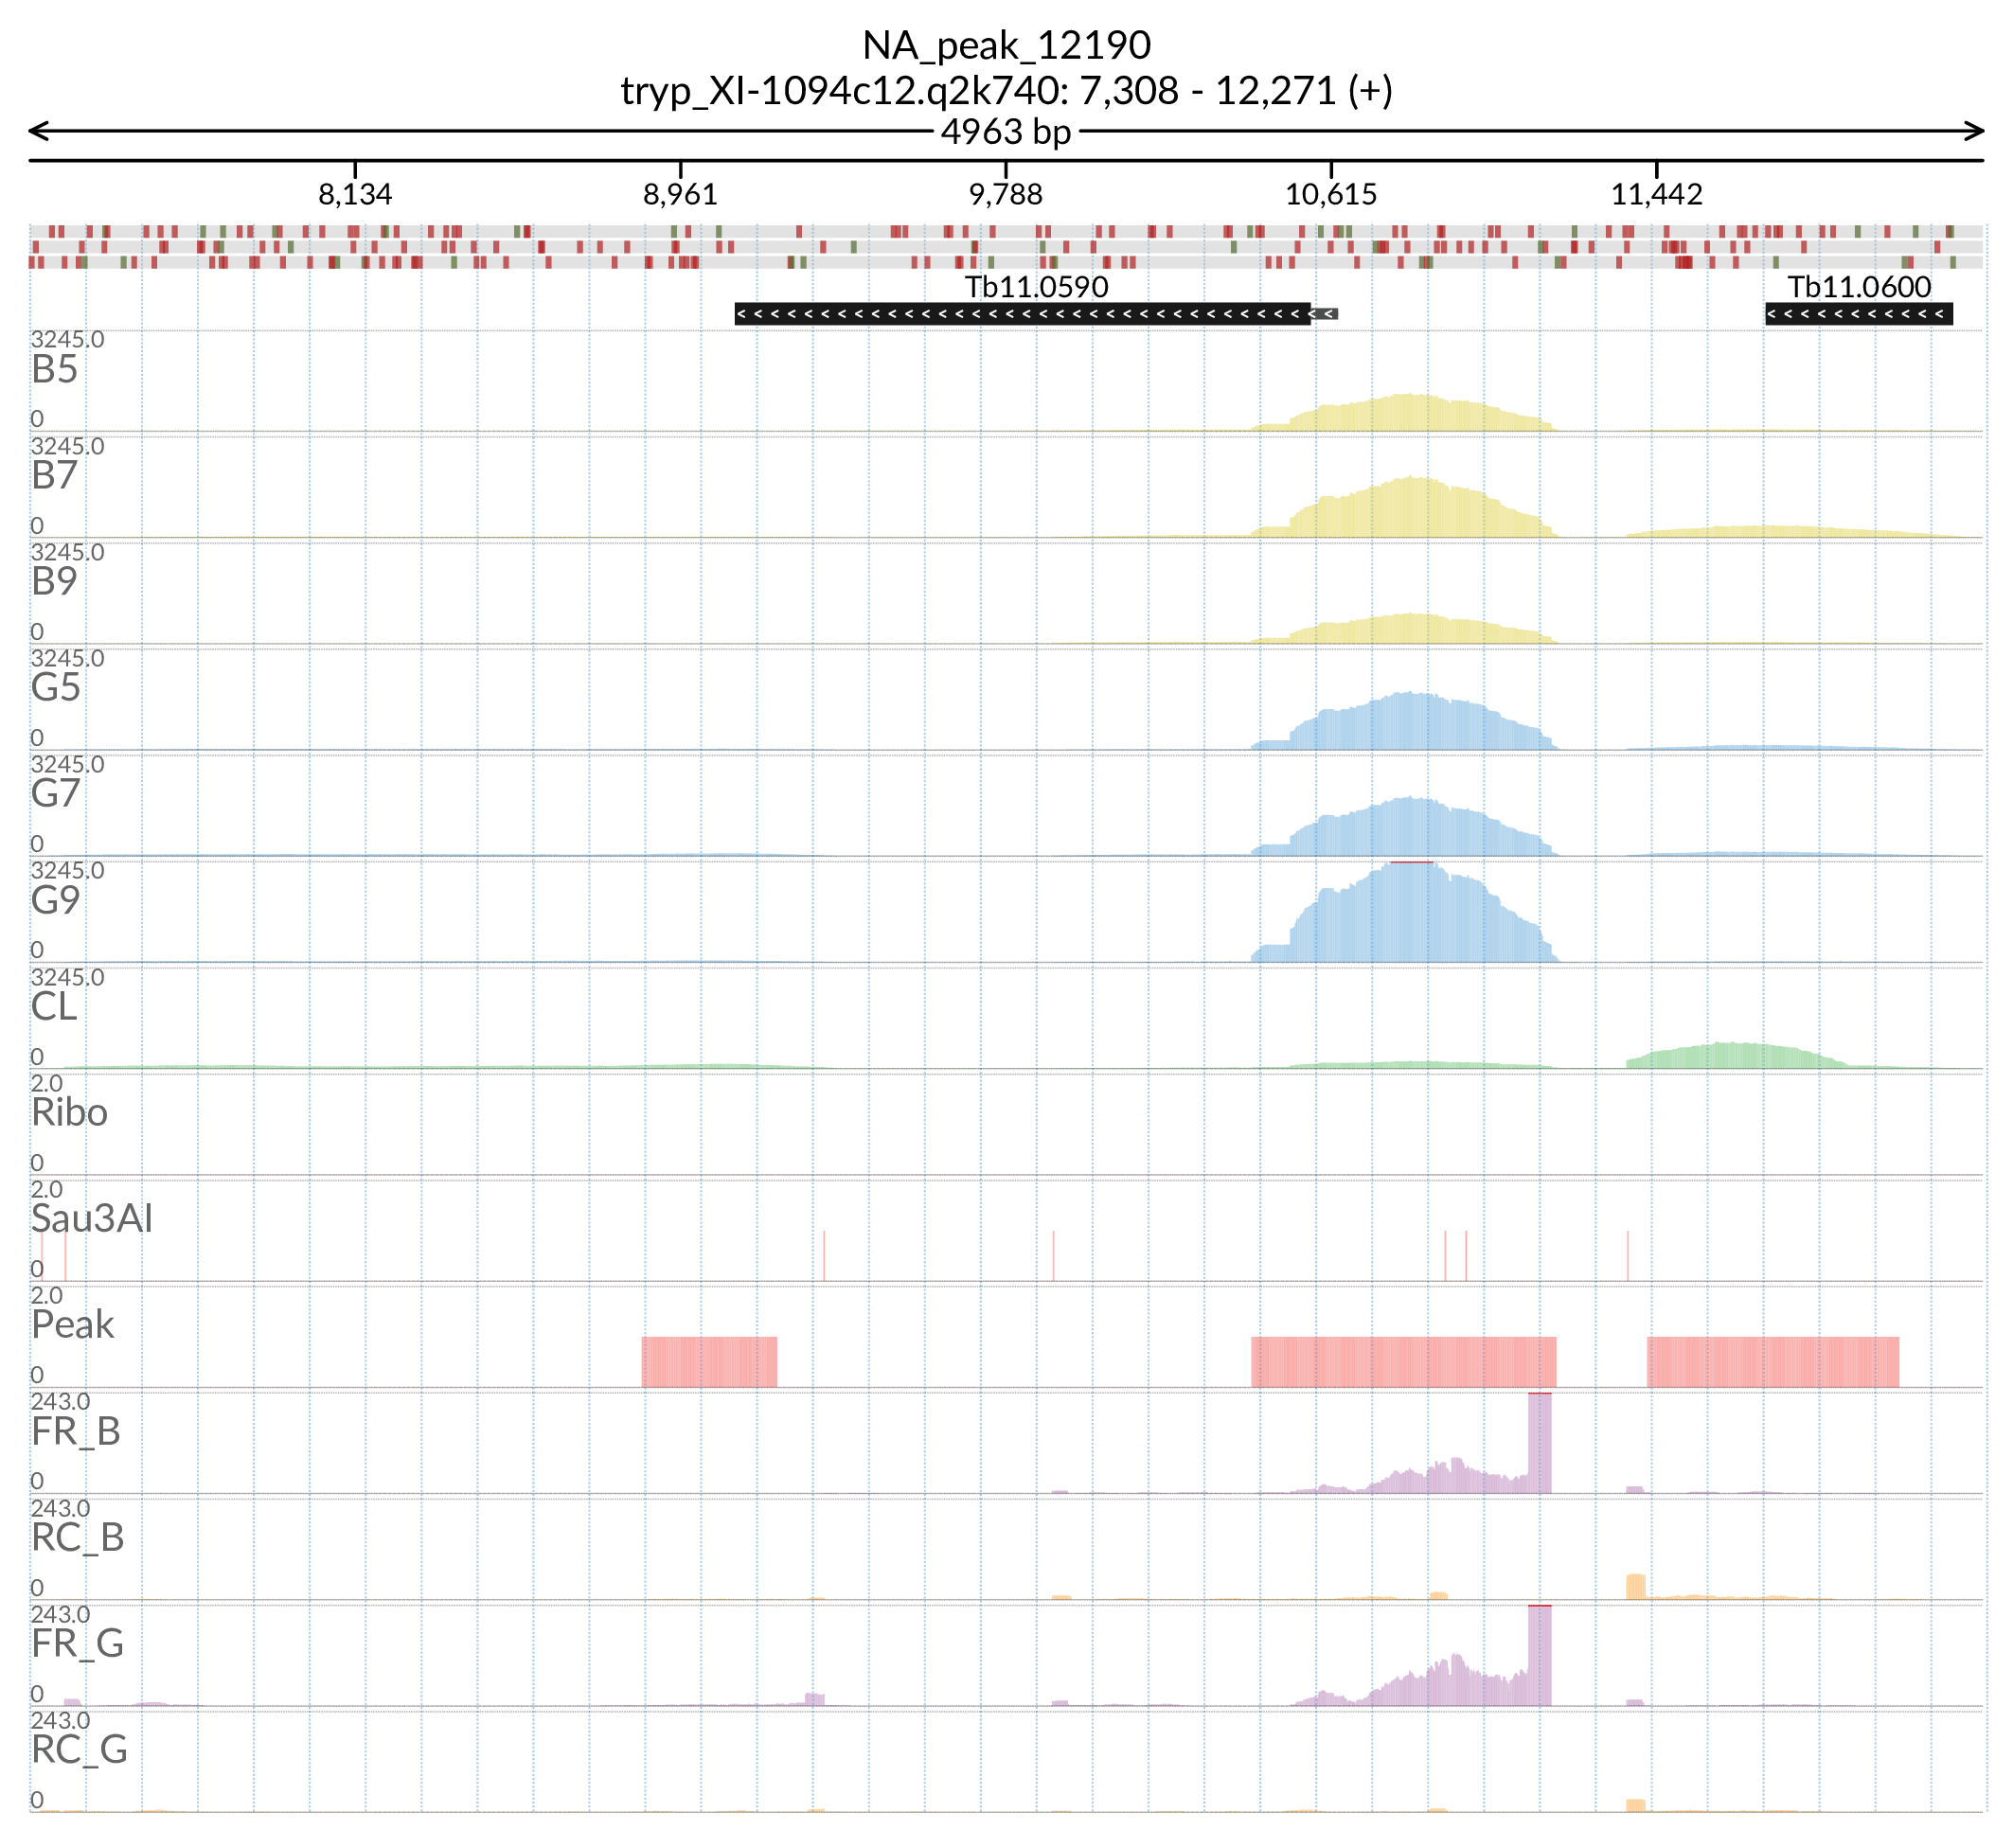 NA_peak_12190
tryp_XI-1094c12.q2k740: 7,308 - 12,271 (+)
4963 bp
8,134 8,961 9,788 10,615 11,442
Tb11.0590 Tb11.0600
3245.0
B5
0
3245.0
B7
0
3245.0
B9
0
3245.0
G5
0
3245.0
G7
0
3245.0
G9
0
3245.0
CL
0
2.0
Ribo
0
2.0
Sau3AI
0
2.0
Peak
0
243.0
FR_B
0
243.0
RC_B
0
243.0
FR_G
0
243.0
RC_G
0